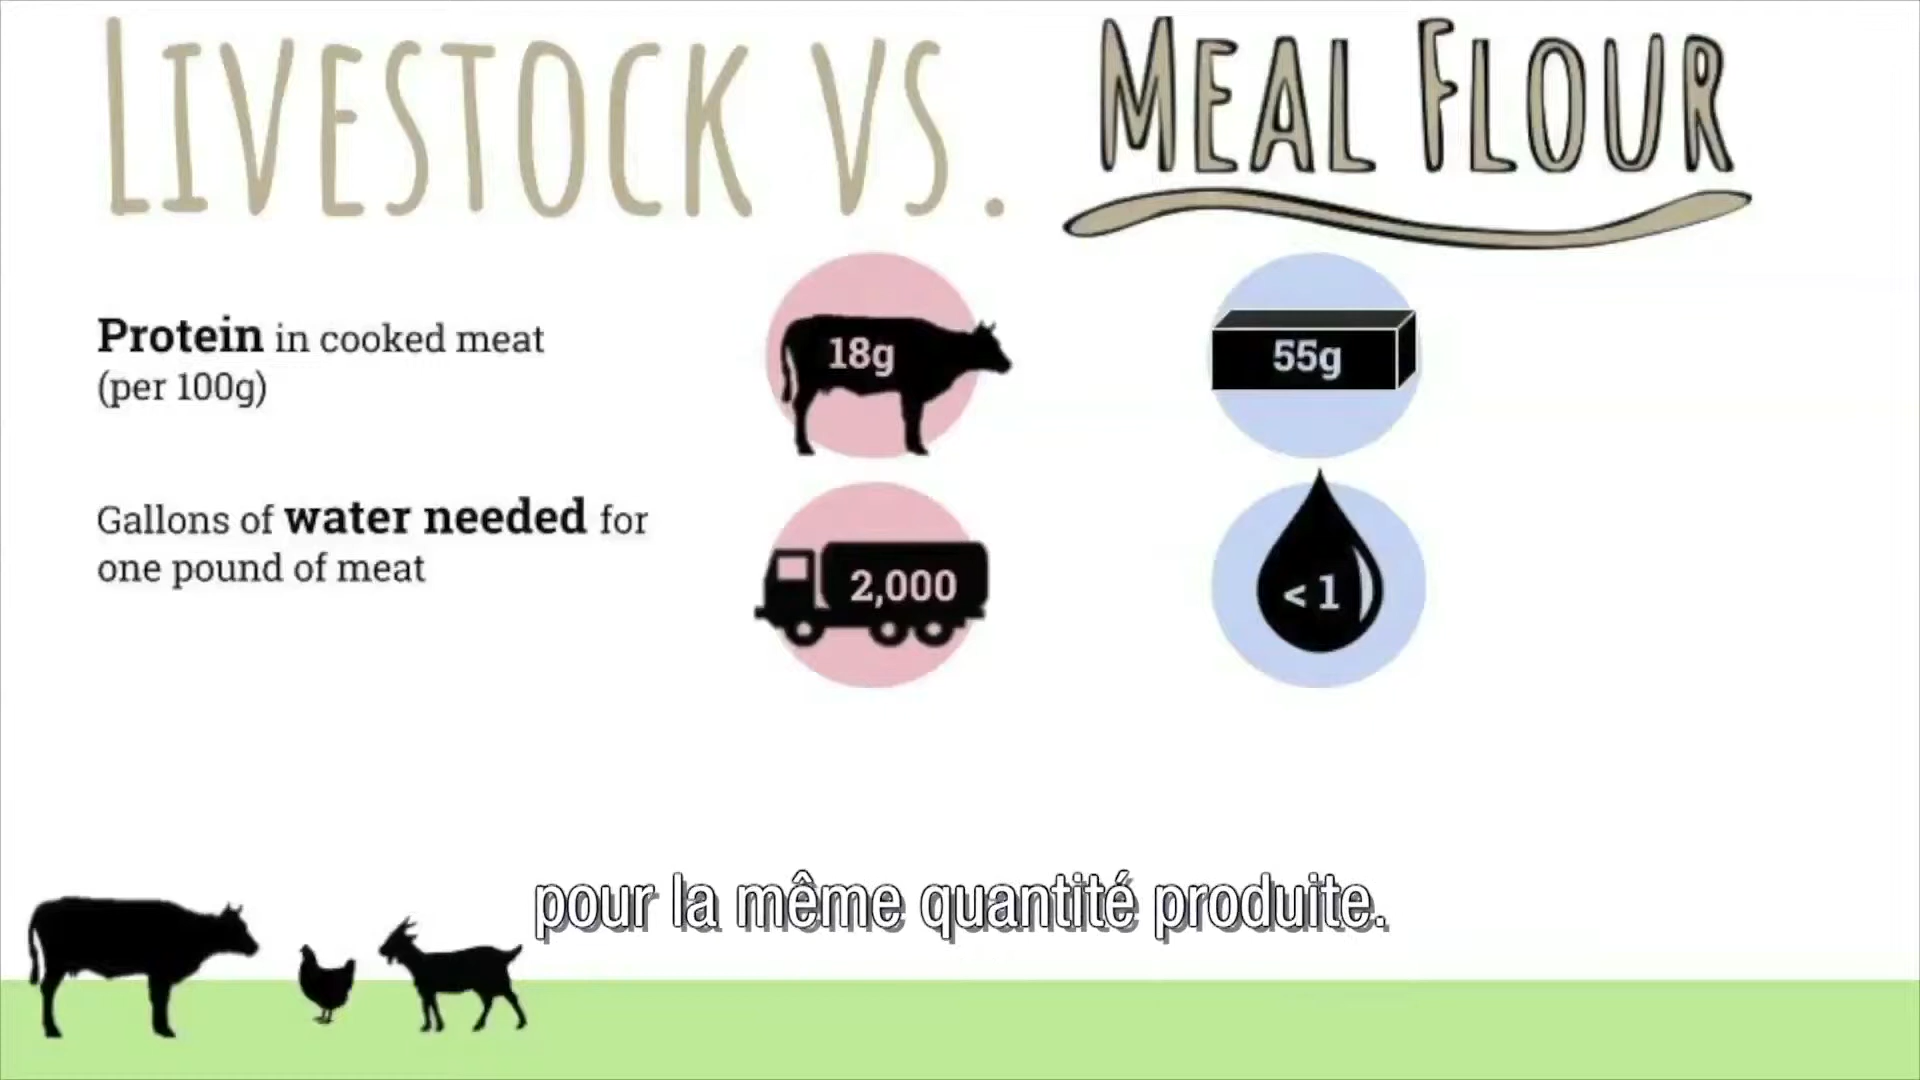 LIVESTOCK VS. MEAL FLOUR
Protein in cooked meat
(per 100g)
18g
55g
Gallons of water needed for
one pound of meat
2,000
< 1
pour la même quantité produite.